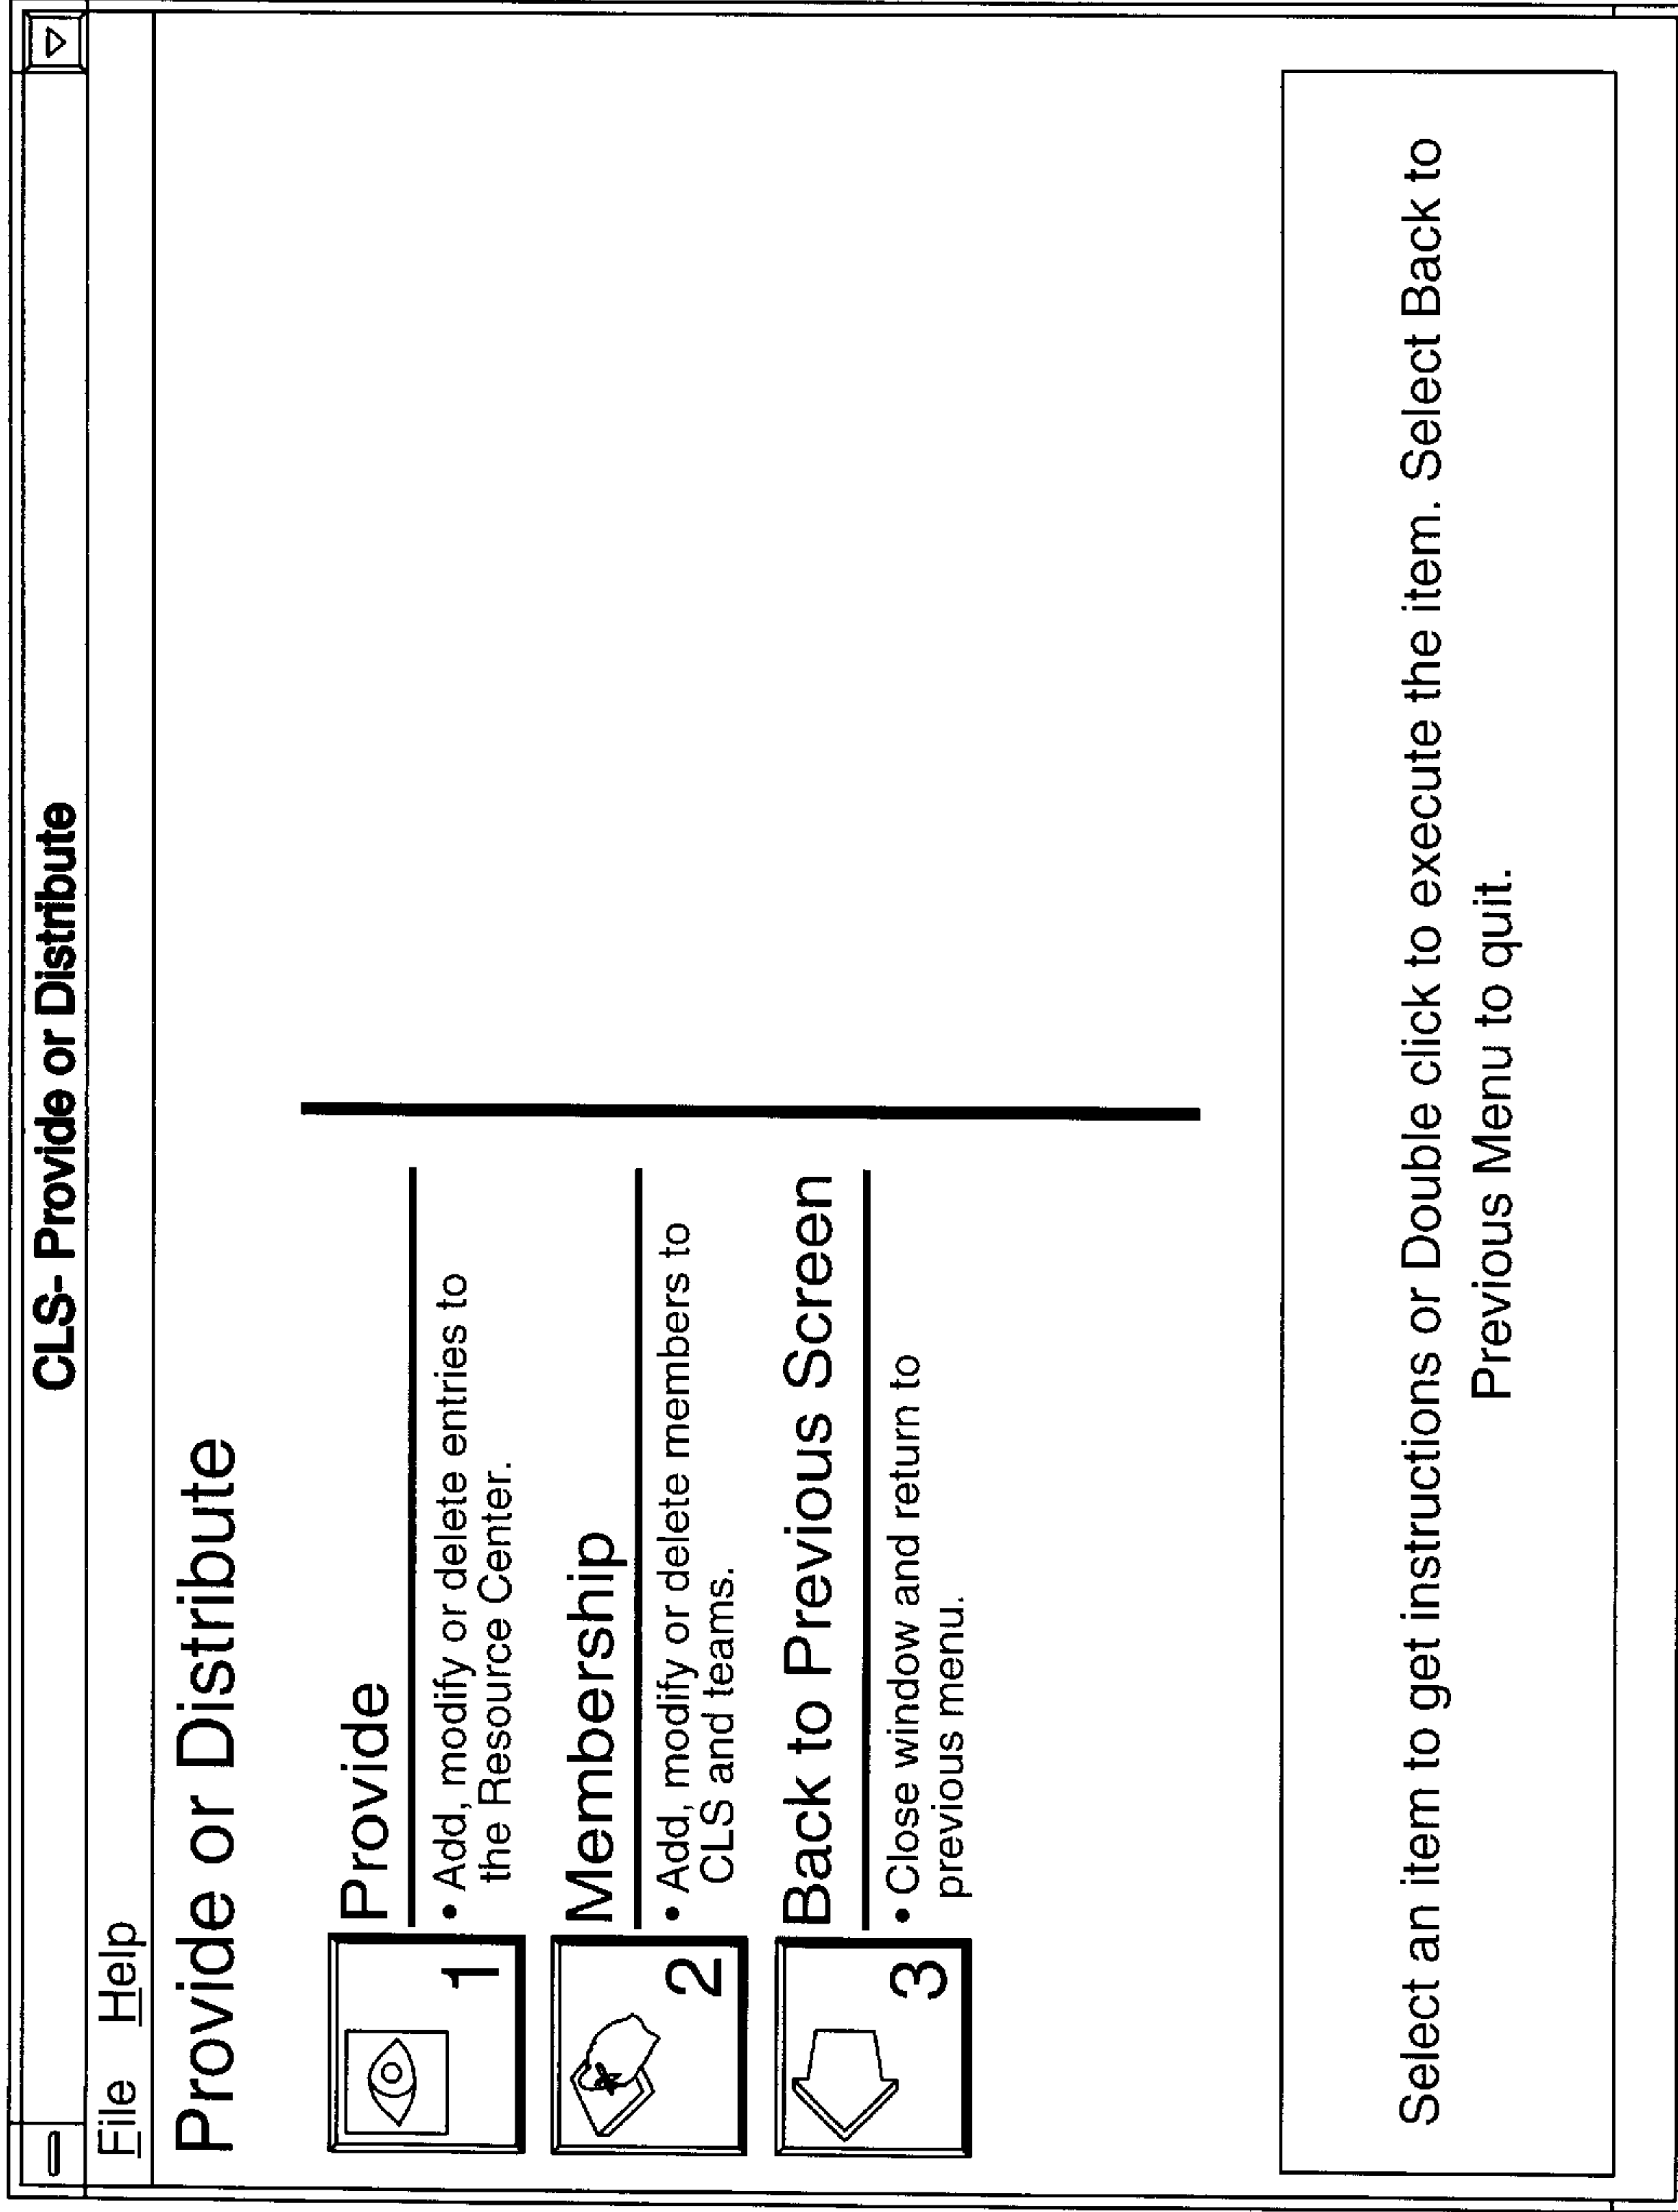 CLS- Provide or Distribute
File Help
Provide or Distribute
1
Provide
• Add, modify or delete entries to
the Resource Center.
2
Membership
• Add, modify or delete members to
CLS and teams.
3
Back to Previous Screen
• Close window and return to
previous menu.
Select an item to get instructions or Double click to execute the item. Select Back to
Previous Menu to quit.